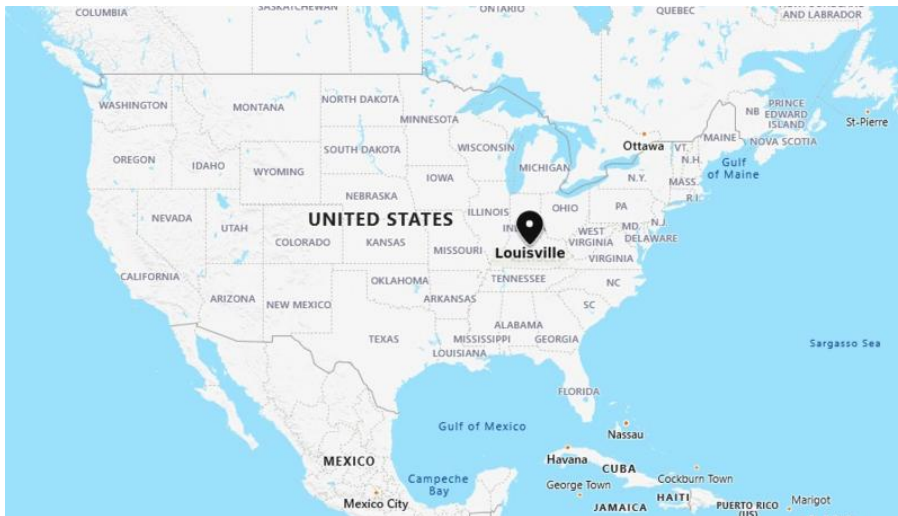 COLUMBIA
SASKATCHEWAN
ONTARIO
QUEBEC
AND LABRADOR
WASHINGTON
MONTANA
NORTH DAKOTA
MINNESOTA
NB
PRINCE
EDWARD
ISLAND
St-Pierre
Ottawa
VT.
MAINE
NOVA SCOTIA
OREGON
IDAHO
SOUTH DAKOTA
WISCONSIN
MICHIGAN
N.H.
Gulf
of Maine
WYOMING
IOWA
N.Y.
MASS.
R.I.
NEBRASKA
NEVADA
UTAH
UNITED STATES
ILLINOIS
OHIO
PA
N.J.
COLORADO
KANSAS
MISSOURI
WEST
VIRGINIA
MD.
DELAWARE
Louisville
VIRGINIA
CALIFORNIA
OKLAHOMA
TENNESSEE
NC
ARIZONA
NEW MEXICO
ARKANSAS
SC
TEXAS
MISSISSIPPI
ALABAMA
GEORGIA
LOUISIANA
Sargasso Sea
FLORIDA
Gulf of Mexico
Nassau
MEXICO
Havana
CUBA
Cockburn Town
Campeche
Bay
George Town
Mexico City
JAMAICA
HAITI
PUERTO RICO
(US)
Marigot